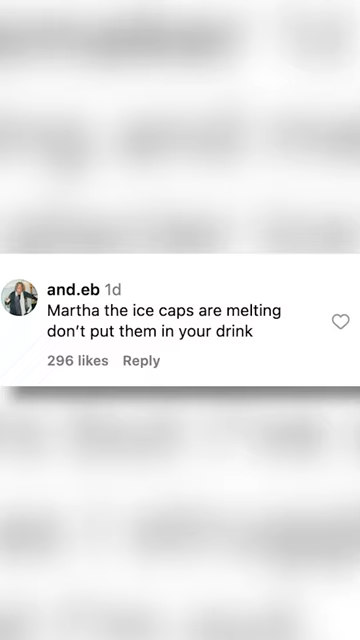 and.eb 1d
Martha the ice caps are melting
don’t put them in your drink
296 likes Reply